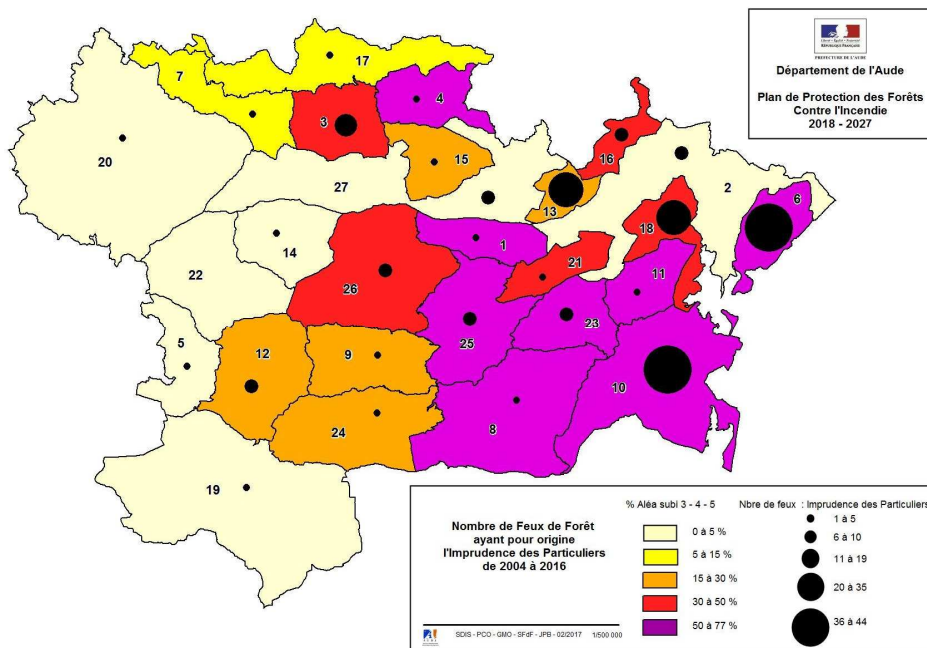 17
7
4
3
20
15
16
27
2
6
13
18
1
14
21
11
22
26
23
25
5
12
9
10
24
8
19
Liberté • Égalité • Fraternité
RÉPUBLIQUE FRANÇAISE
PREFECTURE DE L'AUDE
Département de l'Aude
Plan de Protection des Forêts
Contre l'Incendie
2018 - 2027
Nombre de Feux de Forêt
ayant pour origine
l'Imprudence des Particuliers
de 2004 à 2016
SDIS - PCO - GMO - SFdF - JPB - 02/2017 1/500 000
% Aléa subi 3 - 4 - 5
0 à 5 %
5 à 15 %
15 à 30 %
30 à 50 %
50 à 77 %
Nbre de feux : Imprudence des Particuliers
1 à 5
6 à 10
11 à 19
20 à 35
36 à 44